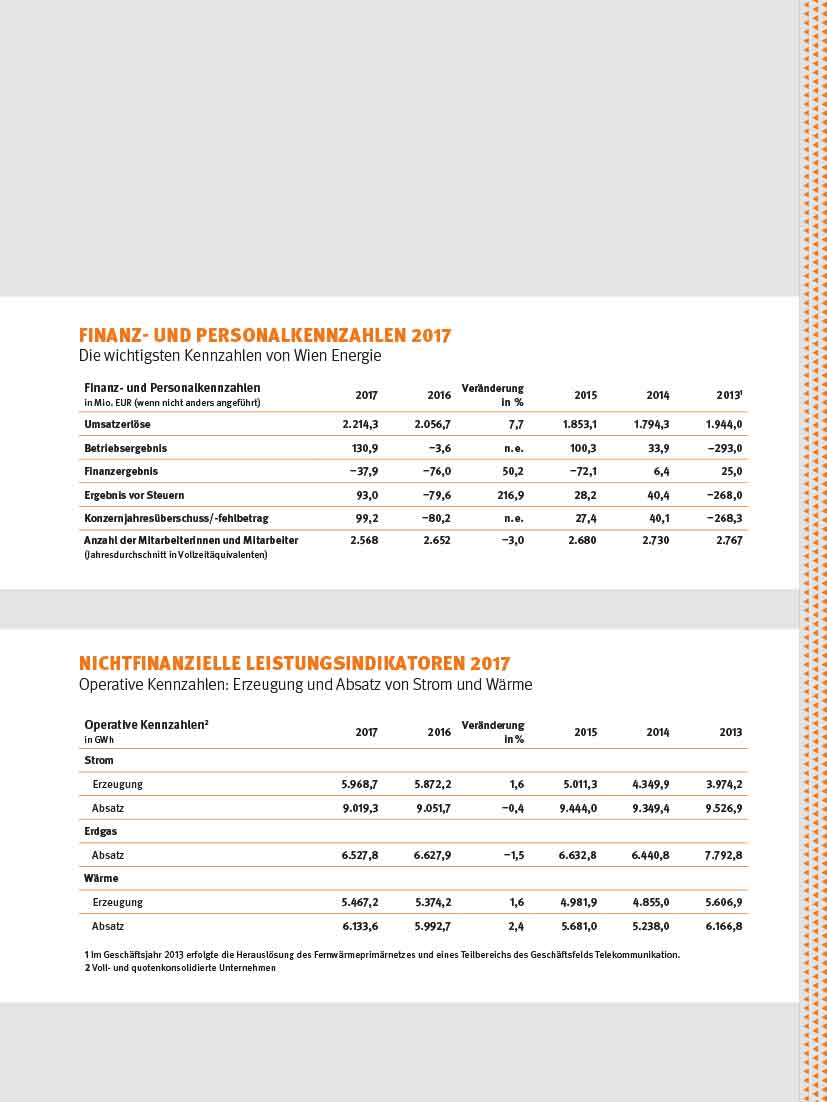 FINANZ- UND PERSONALKENNZAHLEN 2017
Die wichtigsten Kennzahlen von Wien Energie
Finanz- und Personalkennzahlen
in Mio. EUR (wenn nicht anders angeführt) 2017 2016 Veränderung in % 2015 2014 2013¹
Umsatzerlöse 2.214,3 2.056,7 7,7 1.853,1 1.794,3 1.944,0
Betriebsergebnis 130,9 −3,6 n.e. 100,3 33,9 −293,0
Finanzergebnis −37,9 −76,0 50,2 −72,1 6,4 25,0
Ergebnis vor Steuern 93,0 −79,6 216,9 28,2 40,4 −268,0
Konzernjahresüberschuss/-fehlbetrag 99,2 −80,2 n.e. 27,4 40,1 −268,3
Anzahl der Mitarbeiterinnen und Mitarbeiter 2.568 2.652 −3,0 2.680 2.730 2.767
(Jahresdurchschnitt in Vollzeitäquivalenten)
NICHTFINANZIELLE LEISTUNGSINDIKATOREN 2017
Operative Kennzahlen: Erzeugung und Absatz von Strom und Wärme
Operative Kennzahlen²
in GWh 2017 2016 Veränderung in % 2015 2014 2013
Strom
Erzeugung 5.968,7 5.872,2 1,6 5.011,3 4.349,9 3.974,2
Absatz 9.019,3 9.051,7 −0,4 9.444,0 9.349,4 9.526,9
Erdgas
Absatz 6.527,8 6.627,9 −1,5 6.632,8 6.440,8 7.792,8
Wärme
Erzeugung 5.467,2 5.374,2 1,6 4.981,9 4.855,0 5.606,9
Absatz 6.133,6 5.992,7 2,4 5.681,0 5.238,0 6.166,8
1 Im Geschäftsjahr 2013 erfolgte die Herauslösung des Fernwärmeprimärnetzes und eines Teilbereichs des Geschäftsfelds Telekommunikation.
2 Voll- und quotenkonsolidierte Unternehmen